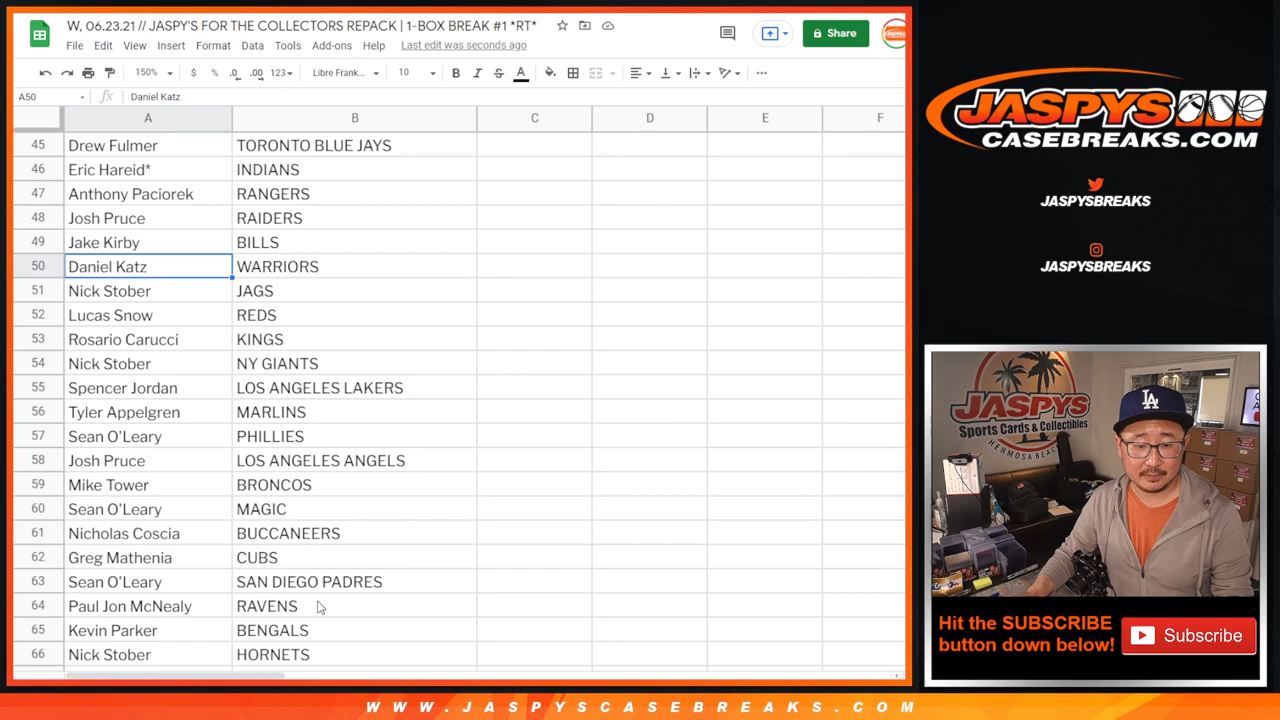 W, 06.23.21 // JASPY'S FOR THE COLLECTORS REPACK | 1-BOX BREAK #1 *RT*
File Edit View Insert Format Data Tools Add-ons Help Last edit was seconds ago
Share
150% $ % .0 .00 123 Libre Frank... 10 B I S A
A50 fx Daniel Katz
A B C D E F
45 Drew Fulmer TORONTO BLUE JAYS
46 Eric Hareid* INDIANS
47 Anthony Paciorek RANGERS
48 Josh Pruce RAIDERS
49 Jake Kirby BILLS
50 Daniel Katz WARRIORS
51 Nick Stober JAGS
52 Lucas Snow REDS
53 Rosario Carucci KINGS
54 Nick Stober NY GIANTS
55 Spencer Jordan LOS ANGELES LAKERS
56 Tyler Appelgren MARLINS
57 Sean O'Leary PHILLIES
58 Josh Pruce LOS ANGELES ANGELS
59 Mike Tower BRONCOS
60 Sean O'Leary MAGIC
61 Nicholas Coscia BUCCANEERS
62 Greg Mathenia CUBS
63 Sean O'Leary SAN DIEGO PADRES
64 Paul Jon McNealy RAVENS
65 Kevin Parker BENGALS
66 Nick Stober HORNETS
JASPYS
CASEBREAKS.COM
JASPYSBREAKS
JASPYSBREAKS
JASPYS
Sports Cards & Collectibles
HERMOSA BEACH
LA
Hit the SUBSCRIBE
button down below!
Subscribe
WWW.JASPYSCASEBREAKS.COM